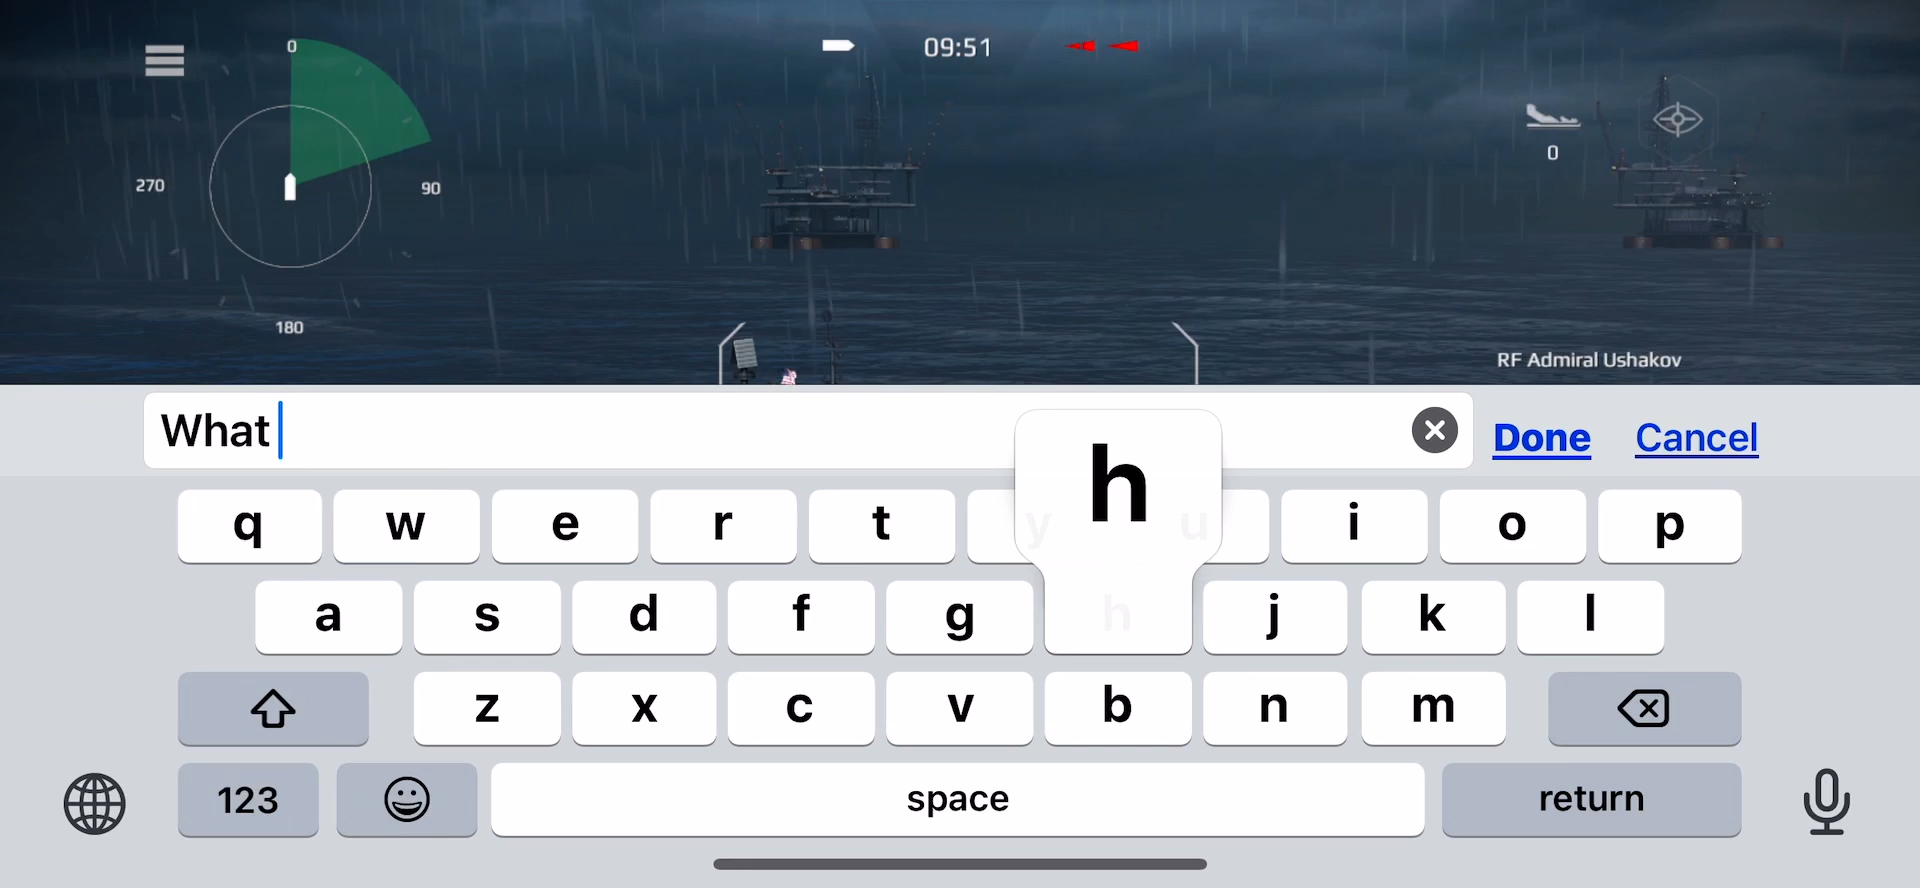 0
09:51
0
270
90
180
RF Admiral Ushakov
What
Done
Cancel
h
q w e r t y u i o p
a s d f g h j k l
z x c v b n m
123
space
return